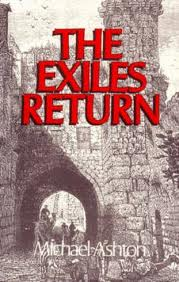 THE
EXILES
RETURN
Michael Ashton